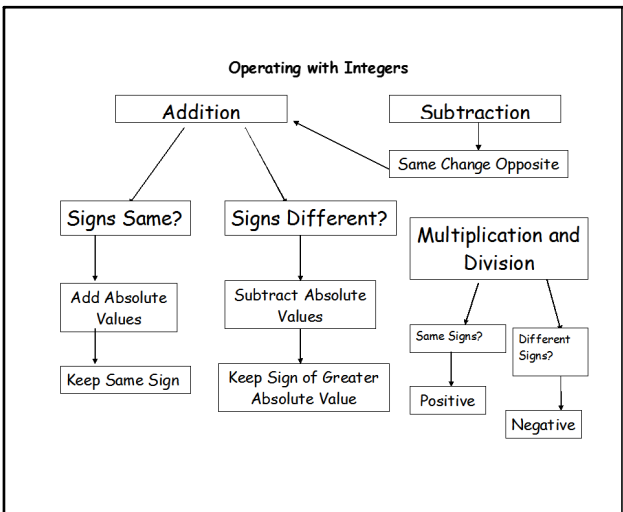 Operating with Integers
Addition
Subtraction
Same Change Opposite
Signs Same?
Signs Different?
Multiplication and
Division
Add Absolute
Values
Subtract Absolute
Values
Same Signs?
Different
Signs?
Keep Same Sign
Keep Sign of Greater
Absolute Value
Positive
Negative